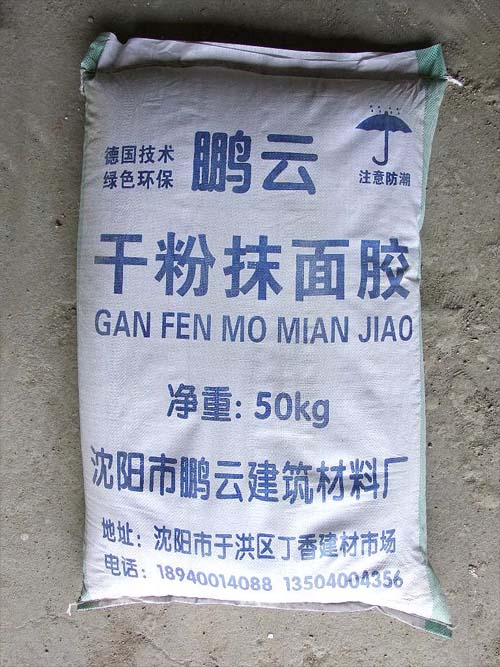 德国技术
绿色环保
鹏云
注意防潮
干粉抹面胶
GAN FEN MO MIAN JIAO
净重: 50kg
沈阳市鹏云建筑材料厂
地址: 沈阳市于洪区丁香建材市场
电话: 18940014088 13504004356